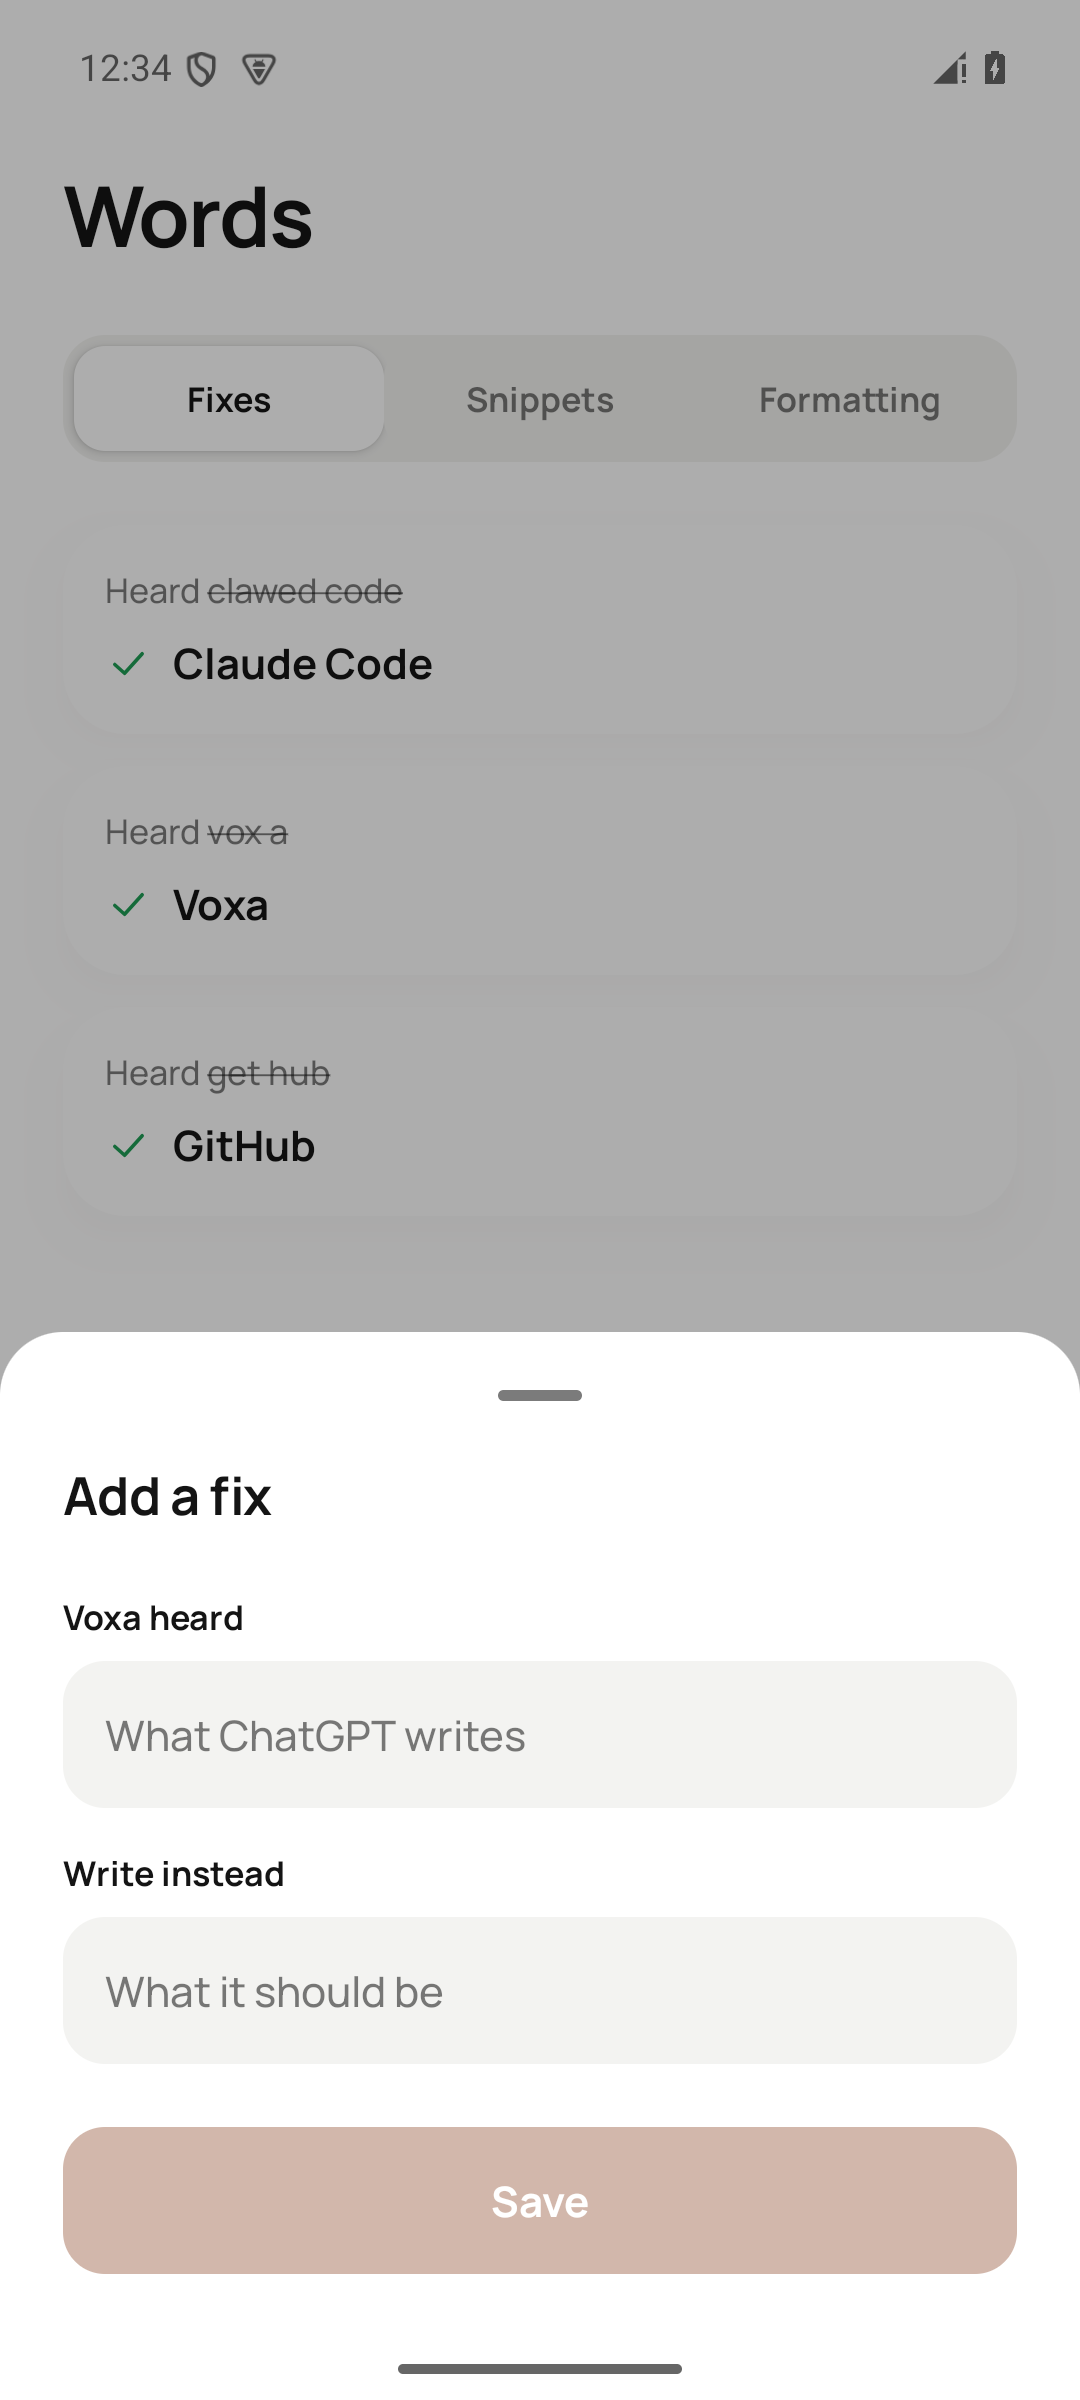 12:34
Words
Fixes Snippets Formatting
Heard clawed code
Claude Code
Heard vox a
Voxa
Heard get hub
GitHub
Add a fix
Voxa heard
What ChatGPT writes
Write instead
What it should be
Save